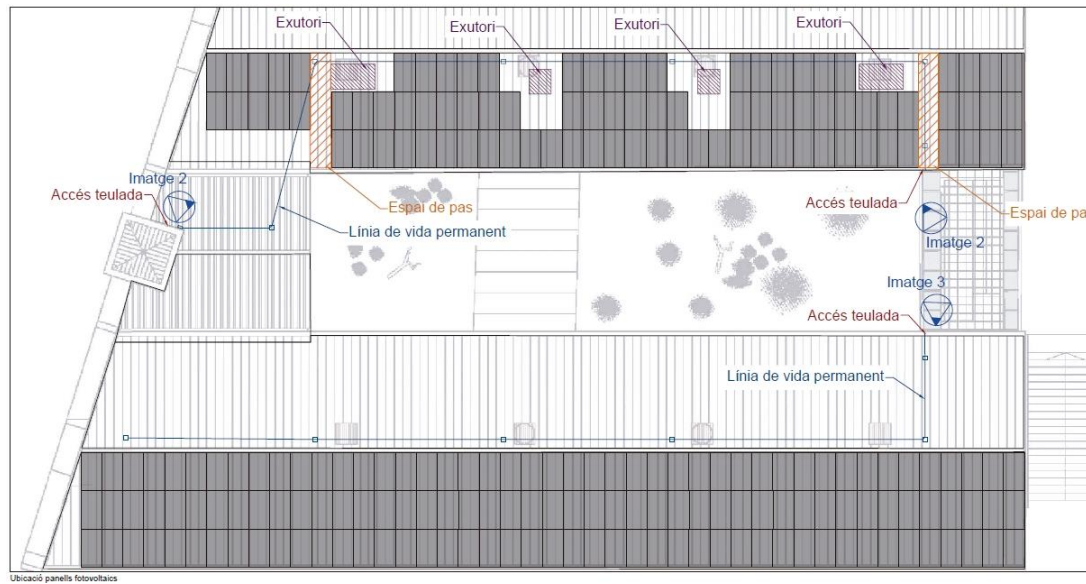 Exutori
Exutori
Exutori
Exutori
Imatge 2
Accés teulada
Espai de pas
Línia de vida permanent
Accés teulada
Espai de pa
Imatge 2
Imatge 3
Accés teulada
Línia de vida permanent
Ubicació panells fotovoltaics